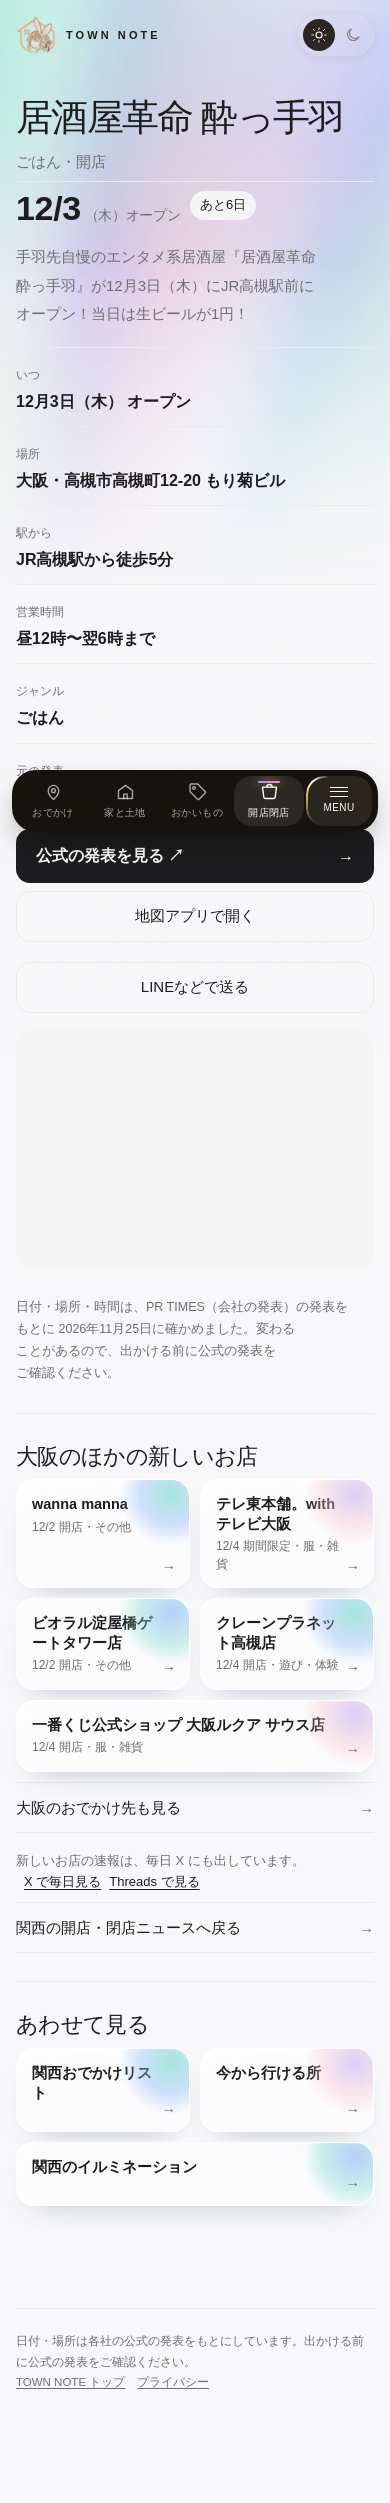 TOWN NOTE
居酒屋革命 酔っ手羽
ごはん・開店
12/3 （木）オープン あと6日
手羽先自慢のエンタメ系居酒屋『居酒屋革命
酔っ手羽』が12月3日（木）にJR高槻駅前に
オープン！当日は生ビールが1円！
いつ
12月3日（木） オープン
場所
大阪・高槻市高槻町12-20 もり菊ビル
駅から
JR高槻駅から徒歩5分
営業時間
昼12時〜翌6時まで
ジャンル
ごはん
おでかけ 家と土地 おかいもの 開店閉店 MENU
公式の発表を見る ↗ →
地図アプリで開く
LINEなどで送る
日付・場所・時間は、PR TIMES（会社の発表）の発表を
もとに 2026年11月25日に確かめました。変わる
ことがあるので、出かける前に公式の発表を
ご確認ください。
大阪のほかの新しいお店
wanna manna
12/2 開店・その他
→
テレ東本舗。with
テレビ大阪
12/4 期間限定・服・雑
貨 →
ビオラル淀屋橋ゲ
ートタワー店
12/2 開店・その他 →
クレーンプラネッ
ト高槻店
12/4 開店・遊び・体験 →
一番くじ公式ショップ 大阪ルクア サウス店
12/4 開店・服・雑貨 →
大阪のおでかけ先も見る →
新しいお店の速報は、毎日 X にも出しています。
X で毎日見る Threads で見る
関西の開店・閉店ニュースへ戻る →
あわせて見る
関西おでかけリス
ト →
今から行ける所 →
関西のイルミネーション →
日付・場所は各社の公式の発表をもとにしています。出かける前
に公式の発表をご確認ください。
TOWN NOTE トップ プライバシー